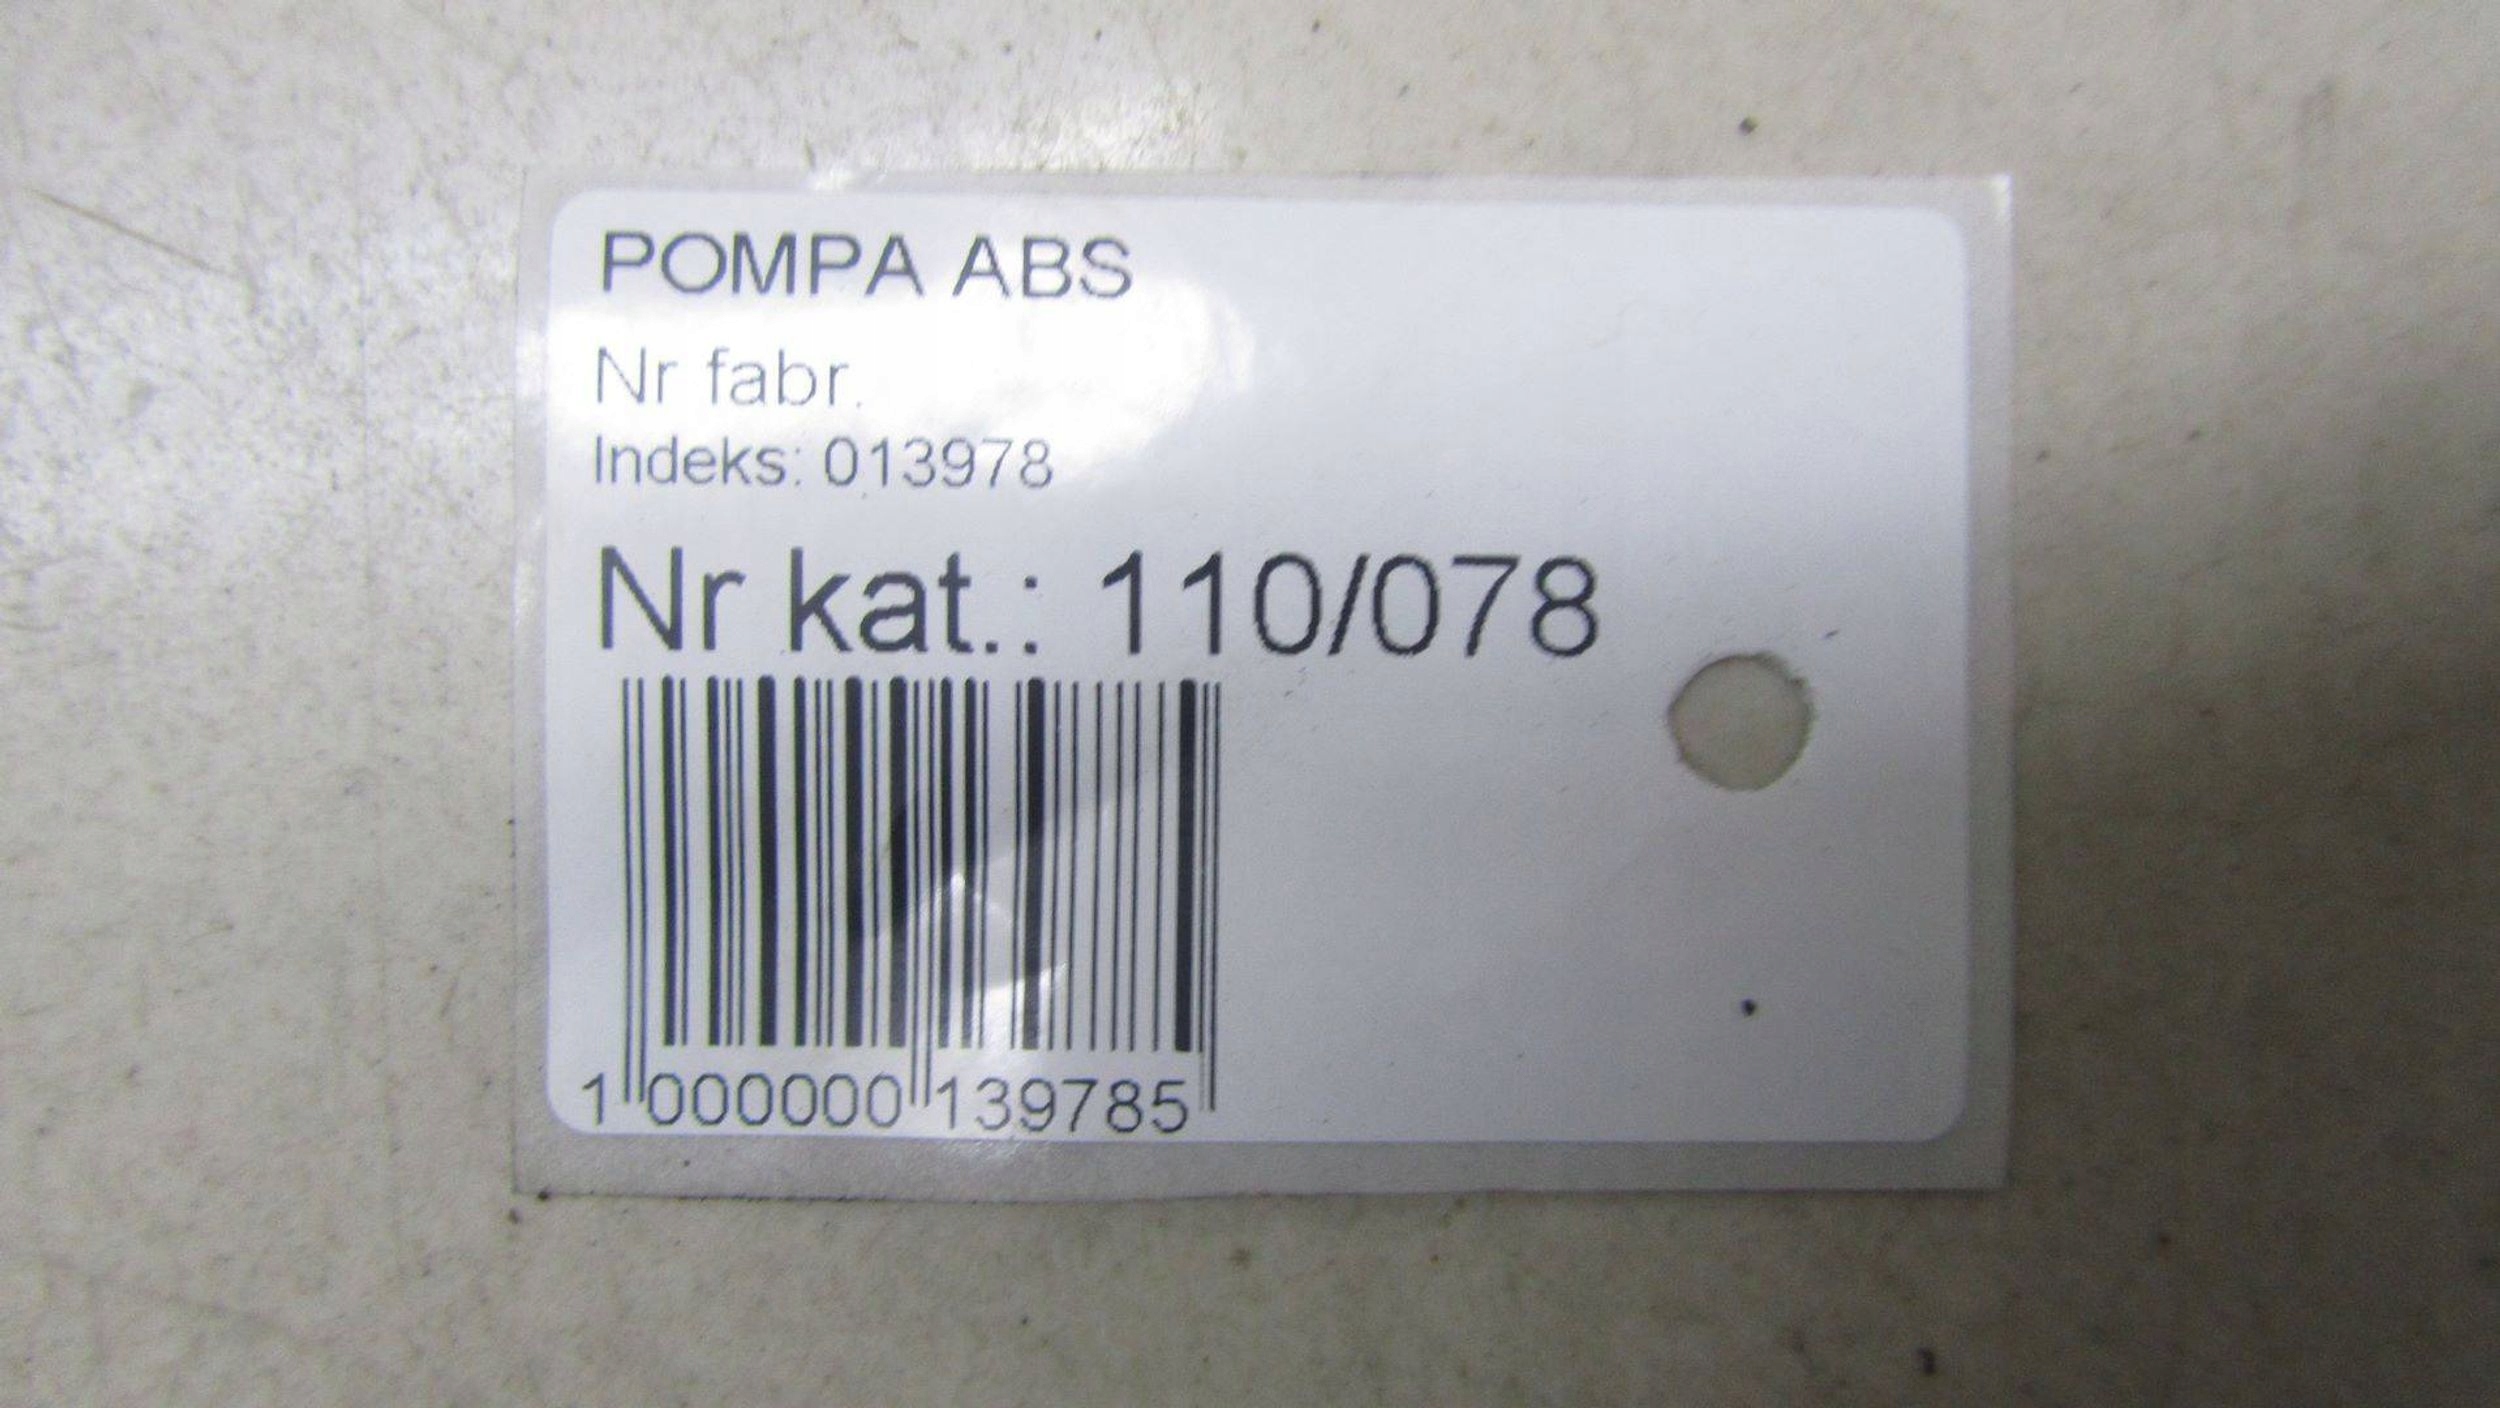 POMPA ABS
Nr fabr.
Indeks: 013978
Nr kat.: 110/078
1 000000 139785